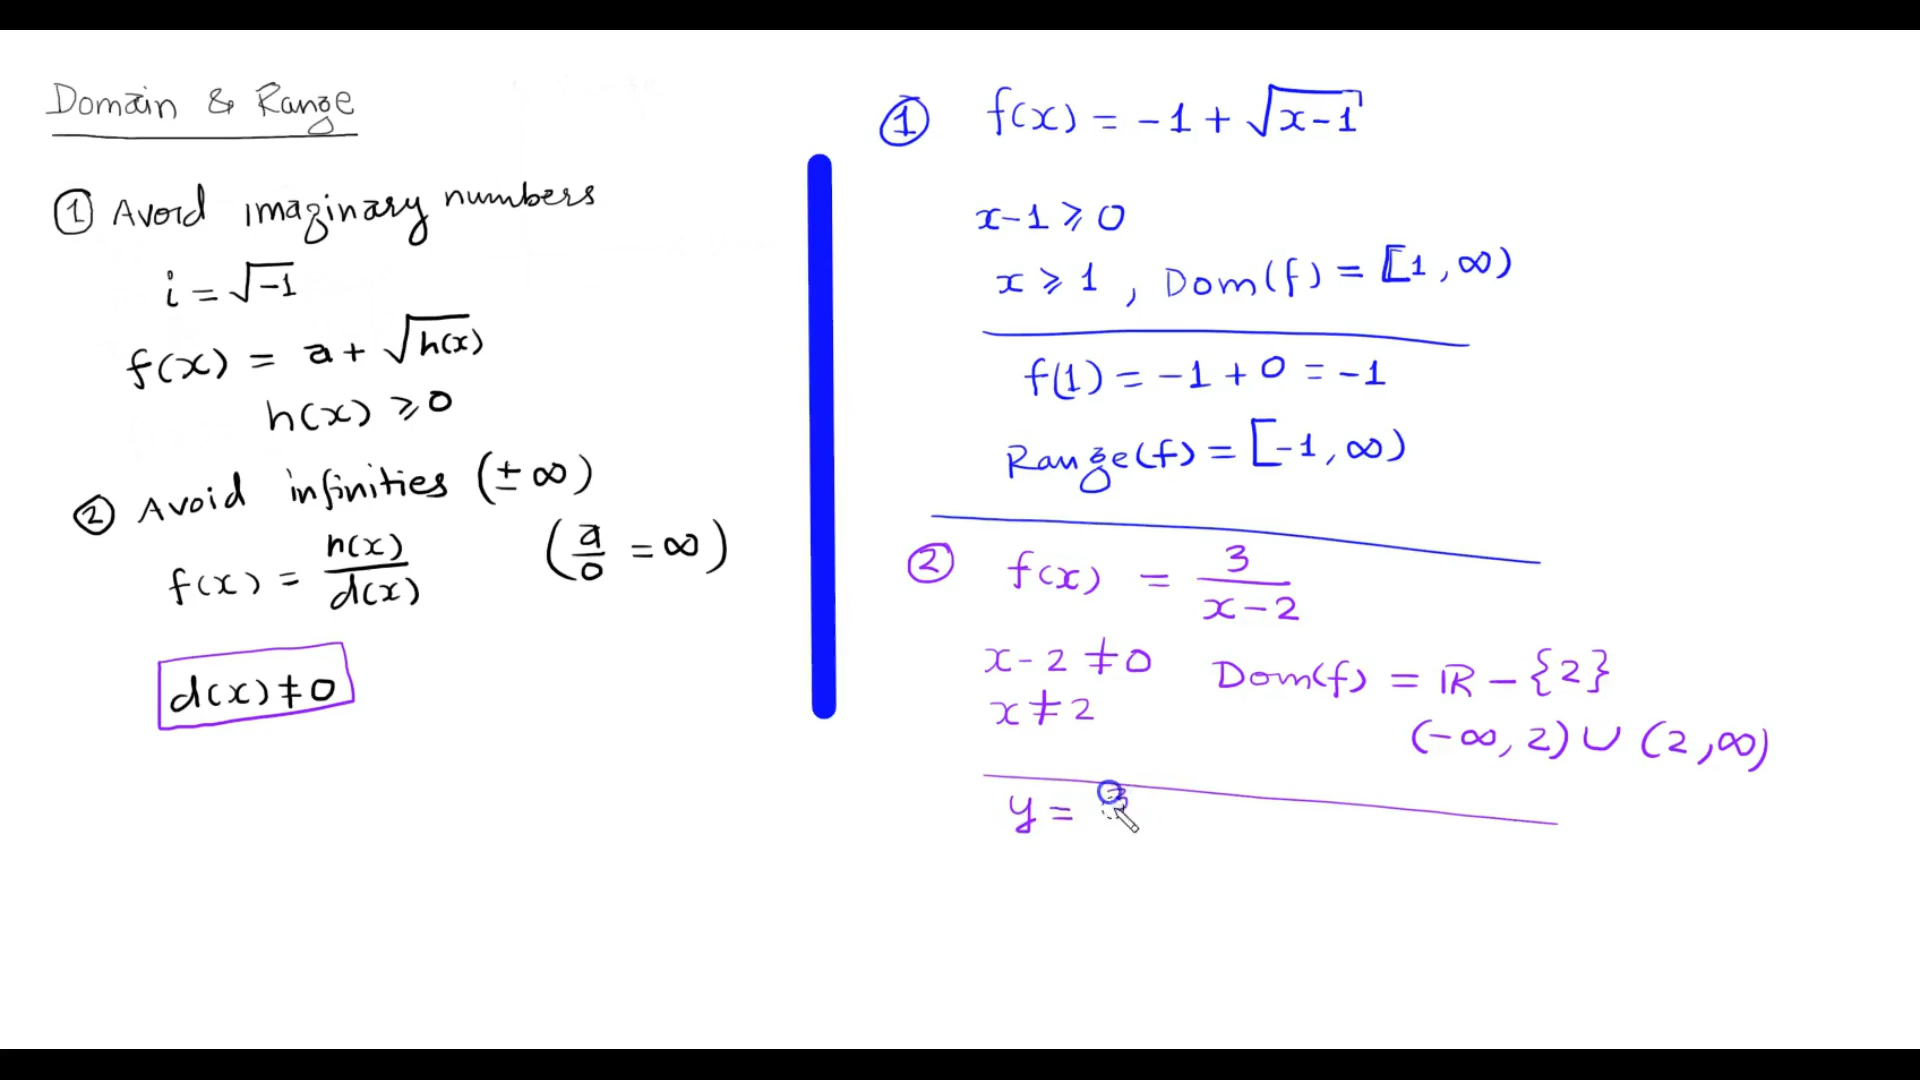 Domain & Range
① Avoid imaginary numbers
i = √-1
f(x) = a + √h(x)
h(x) ⩾ 0
② Avoid infinities (± ∞)
f(x) = n(x)/d(x) (a/0 = ∞)
d(x) ≠ 0
① f(x) = -1 + √x-1
x-1 ⩾ 0
x ⩾ 1 , Dom(f) = [1, ∞)
f(1) = -1 + 0 = -1
Range(f) = [-1, ∞)
② f(x) = 3/x-2
x-2 ≠ 0 Dom(f) = ℝ - {2}
x ≠ 2
(-∞, 2) ∪ (2, ∞)
y =